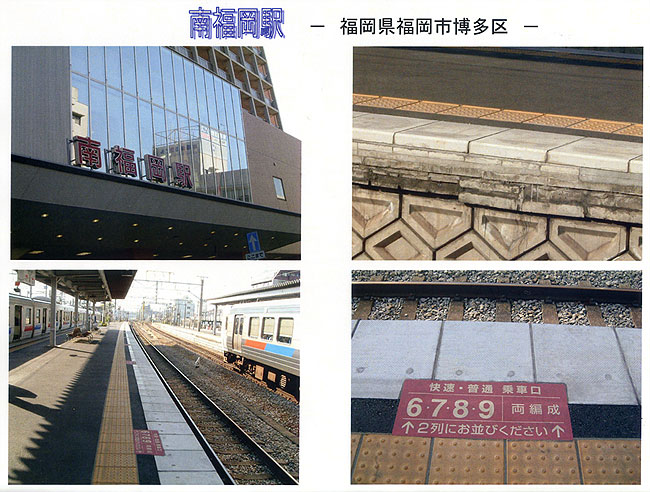 南福岡駅 － 福岡県福岡市博多区 －
南福岡駅
快速・普通 乗車口
6・7・8・9 両編成
↑2列にお並びください↑